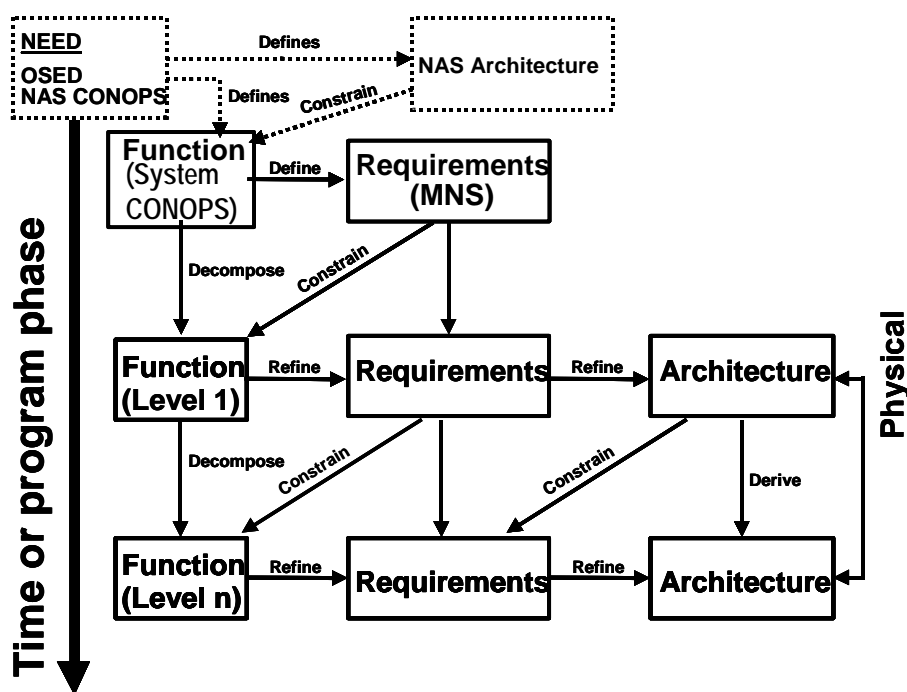 NEED
OSED
NAS CONOPS
Defines
NAS Architecture
Defines
Constrain
Function
(System
CONOPS)
Define
Requirements
(MNS)
Decompose
Constrain
Function
(Level 1)
Refine
Requirements
Refine
Architecture
Decompose
Constrain
Constrain
Derive
Function
(Level n)
Refine
Requirements
Refine
Architecture
Time or program phase
Physical